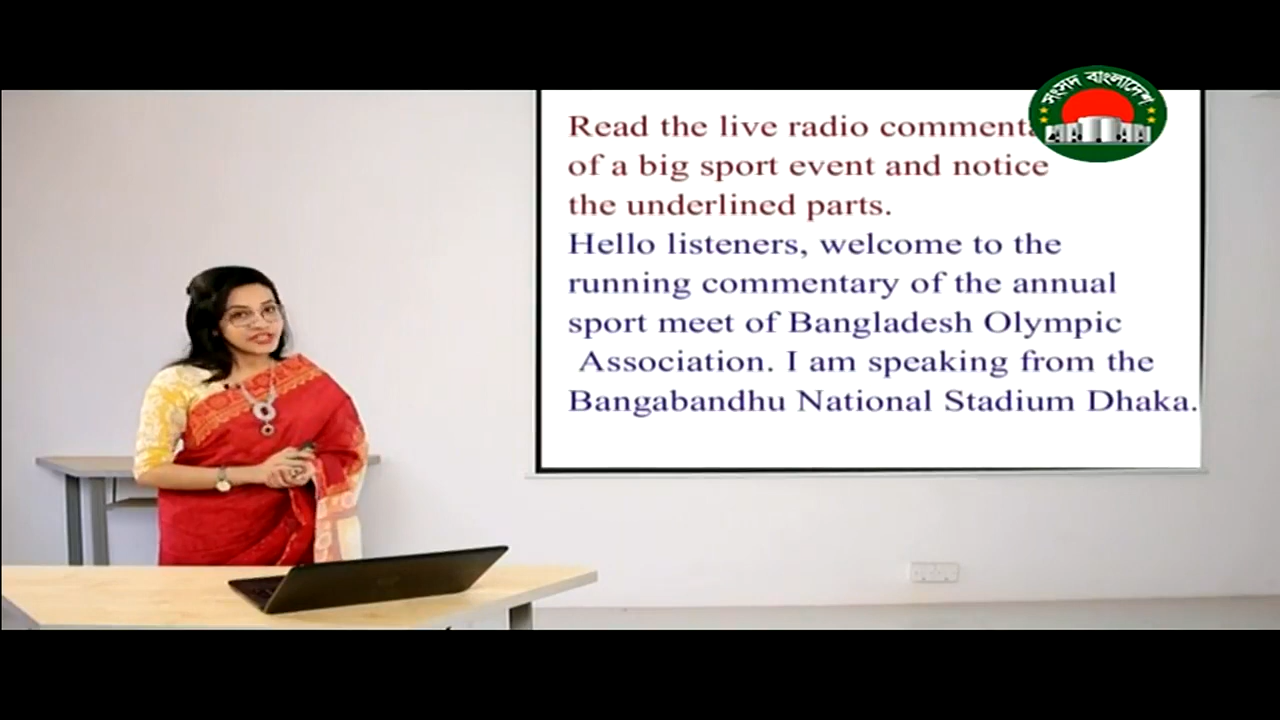 সংসদ বাংলাদেশ
Read the live radio
of a big sport event and notice
the underlined parts.
Hello listeners, welcome to the
running commentary of the annual
sport meet of Bangladesh Olympic
Association. I am speaking from the
Bangabandhu National Stadium Dhaka.